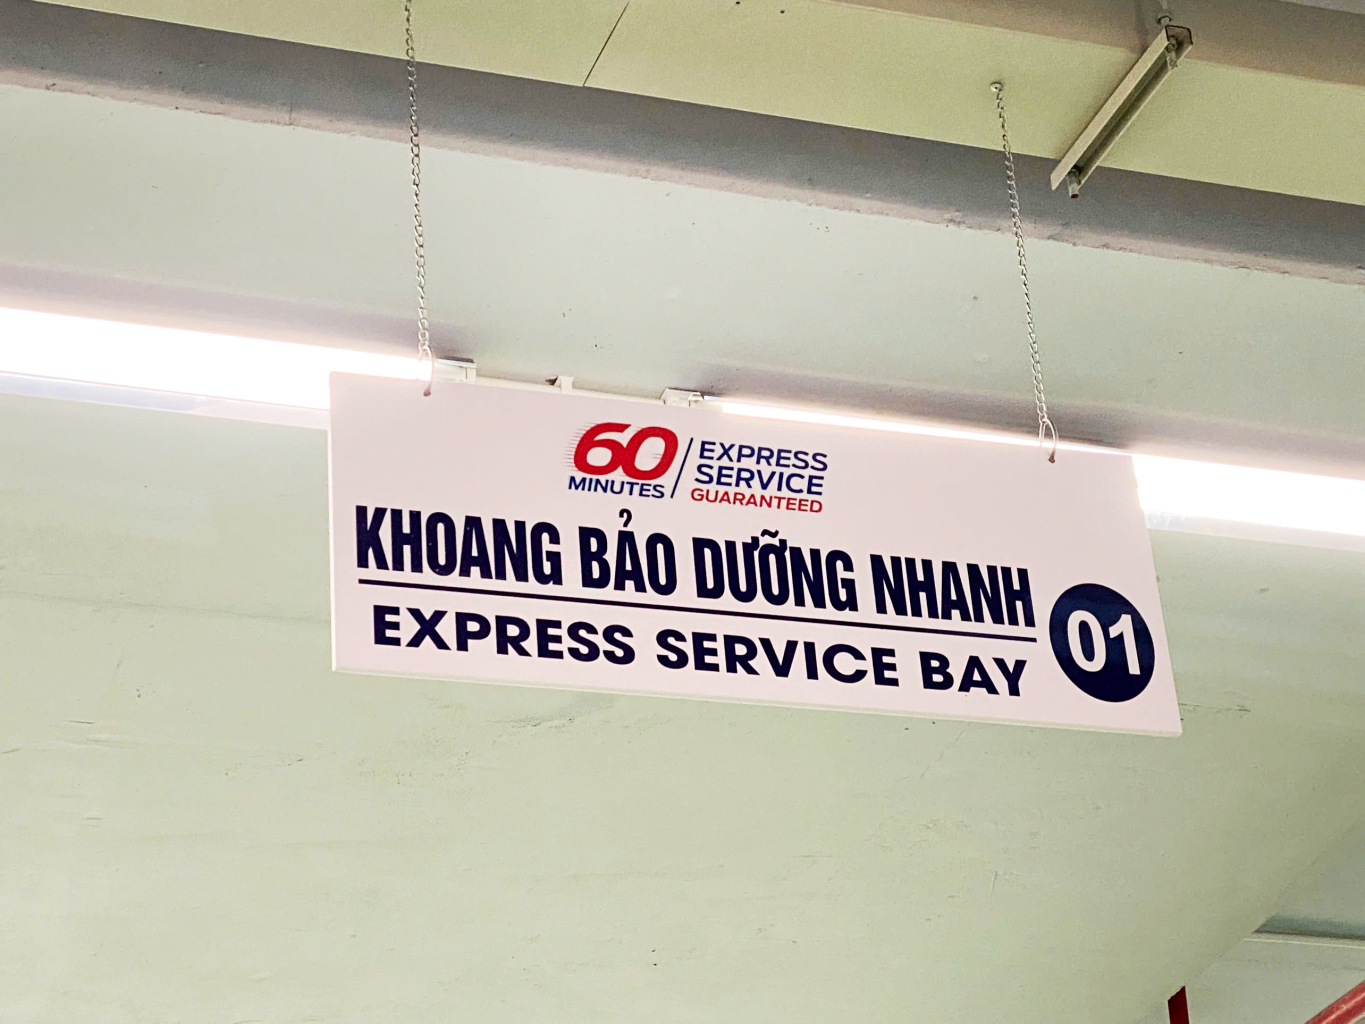 60 MINUTES
EXPRESS SERVICE GUARANTEED
KHOANG BẢO DƯỠNG NHANH
EXPRESS SERVICE BAY
01